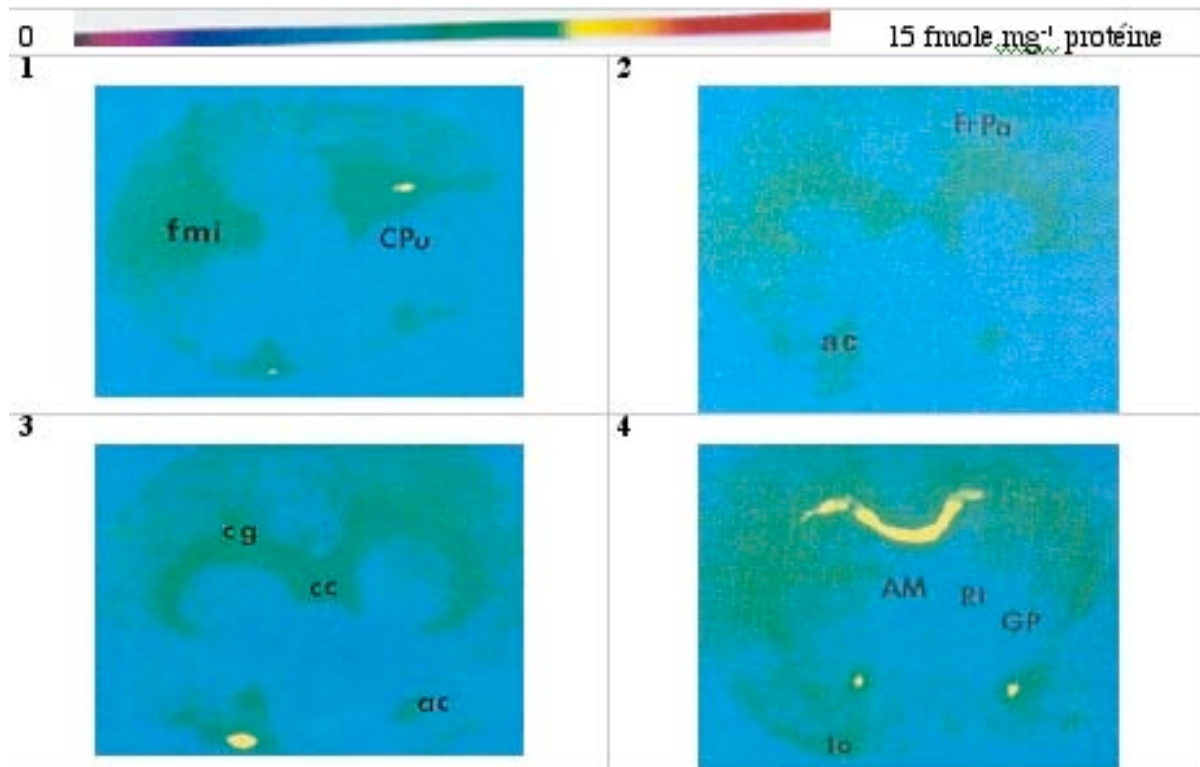 0 15 fmole mg⁻¹ protéine
1 2
fmi CPu
FrPa
ac
3 4
cg
cc
ac
AM Rt GP
lo